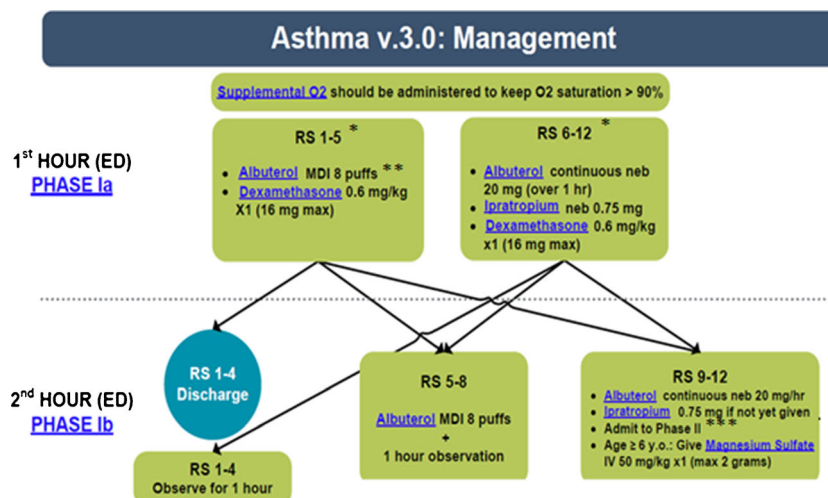 Asthma v.3.0: Management
Supplemental O2 should be administered to keep O2 saturation > 90%
1st HOUR (ED)
PHASE Ia
RS 1-5 *
• Albuterol MDI 8 puffs **
• Dexamethasone 0.6 mg/kg
X1 (16 mg max)
RS 6-12 *
• Albuterol continuous neb
20 mg (over 1 hr)
• Ipratropium neb 0.75 mg
• Dexamethasone 0.6 mg/kg
x1 (16 mg max)
2nd HOUR (ED)
PHASE Ib
RS 1-4
Discharge
RS 1-4
Observe for 1 hour
RS 5-8
Albuterol MDI 8 puffs
+
1 hour observation
RS 9-12
• Albuterol continuous neb 20 mg/hr
• Ipratropium 0.75 mg if not yet given
• Admit to Phase II ***
• Age ≥ 6 y.o.: Give Magnesium Sulfate
IV 50 mg/kg x1 (max 2 grams)